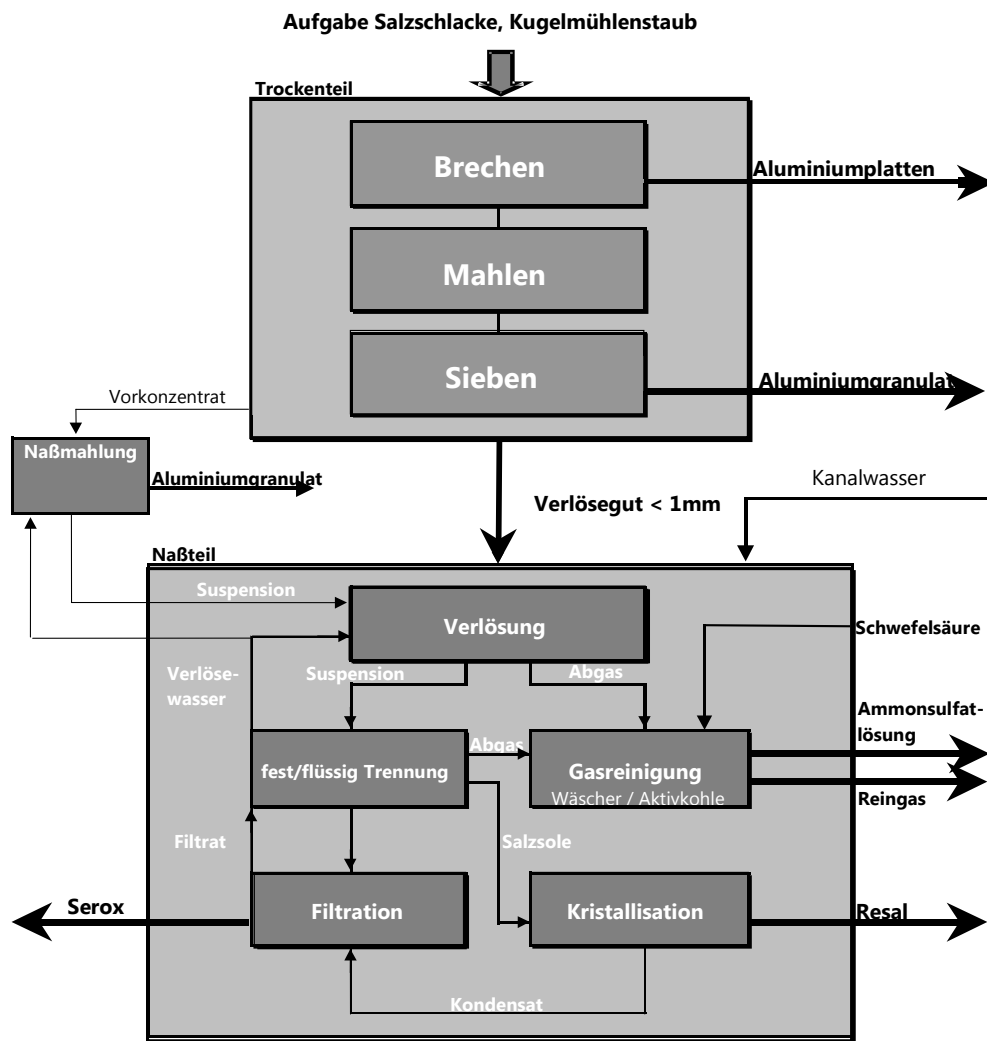 Aufgabe Salzschlacke, Kugelmühlenstaub
Trockenteil
Brechen
Aluminiumplatten
Mahlen
Sieben
Aluminiumgranulat
Vorkonzentrat
Naßmahlung
Aluminiumgranulat
Kanalwasser
Verlösegut < 1mm
Naßteil
Suspension
Verlösung
Schwefelsäure
Verlöse-
wasser
Suspension
Abgas
Ammonsulfat-
lösung
Abgas
fest/flüssig Trennung
Gasreinigung
Wäscher / Aktivkohle
Reingas
Filtrat
Salzsole
Serox
Filtration
Kristallisation
Resal
Kondensat